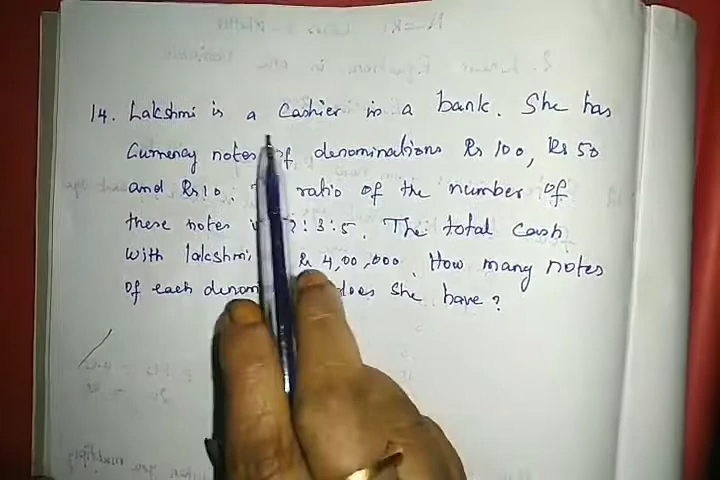 14. Lakshmi is a Cashier in a bank. She has
Currency notes of denominations Rs 100, Rs 50
and Rs 10. ratio of the number of
these notes 2:3:5. The total cash
with lakshmi Rs 4,00,000. How many notes
of each denom does she have?